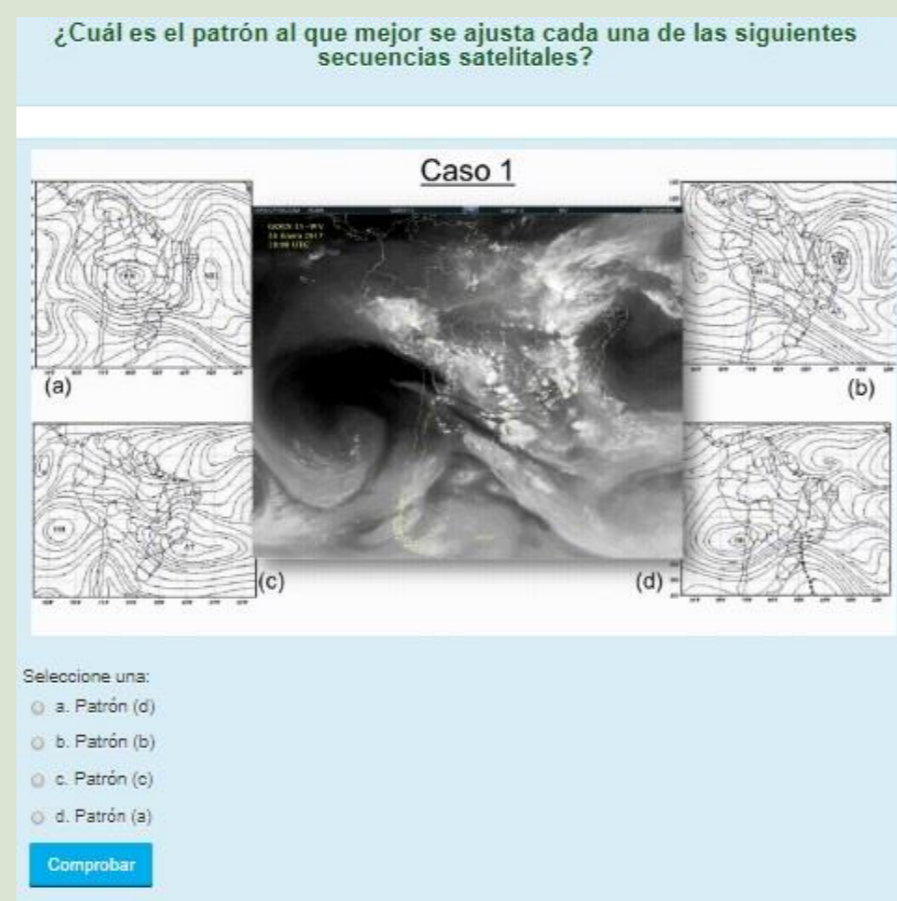 ¿Cuál es el patrón al que mejor se ajusta cada una de las siguientes
secuencias satelitales?
Caso 1
(a)
(b)
(c)
(d)
Seleccione una:
a. Patrón (d)
b. Patrón (b)
c. Patrón (c)
d. Patrón (a)
Comprobar